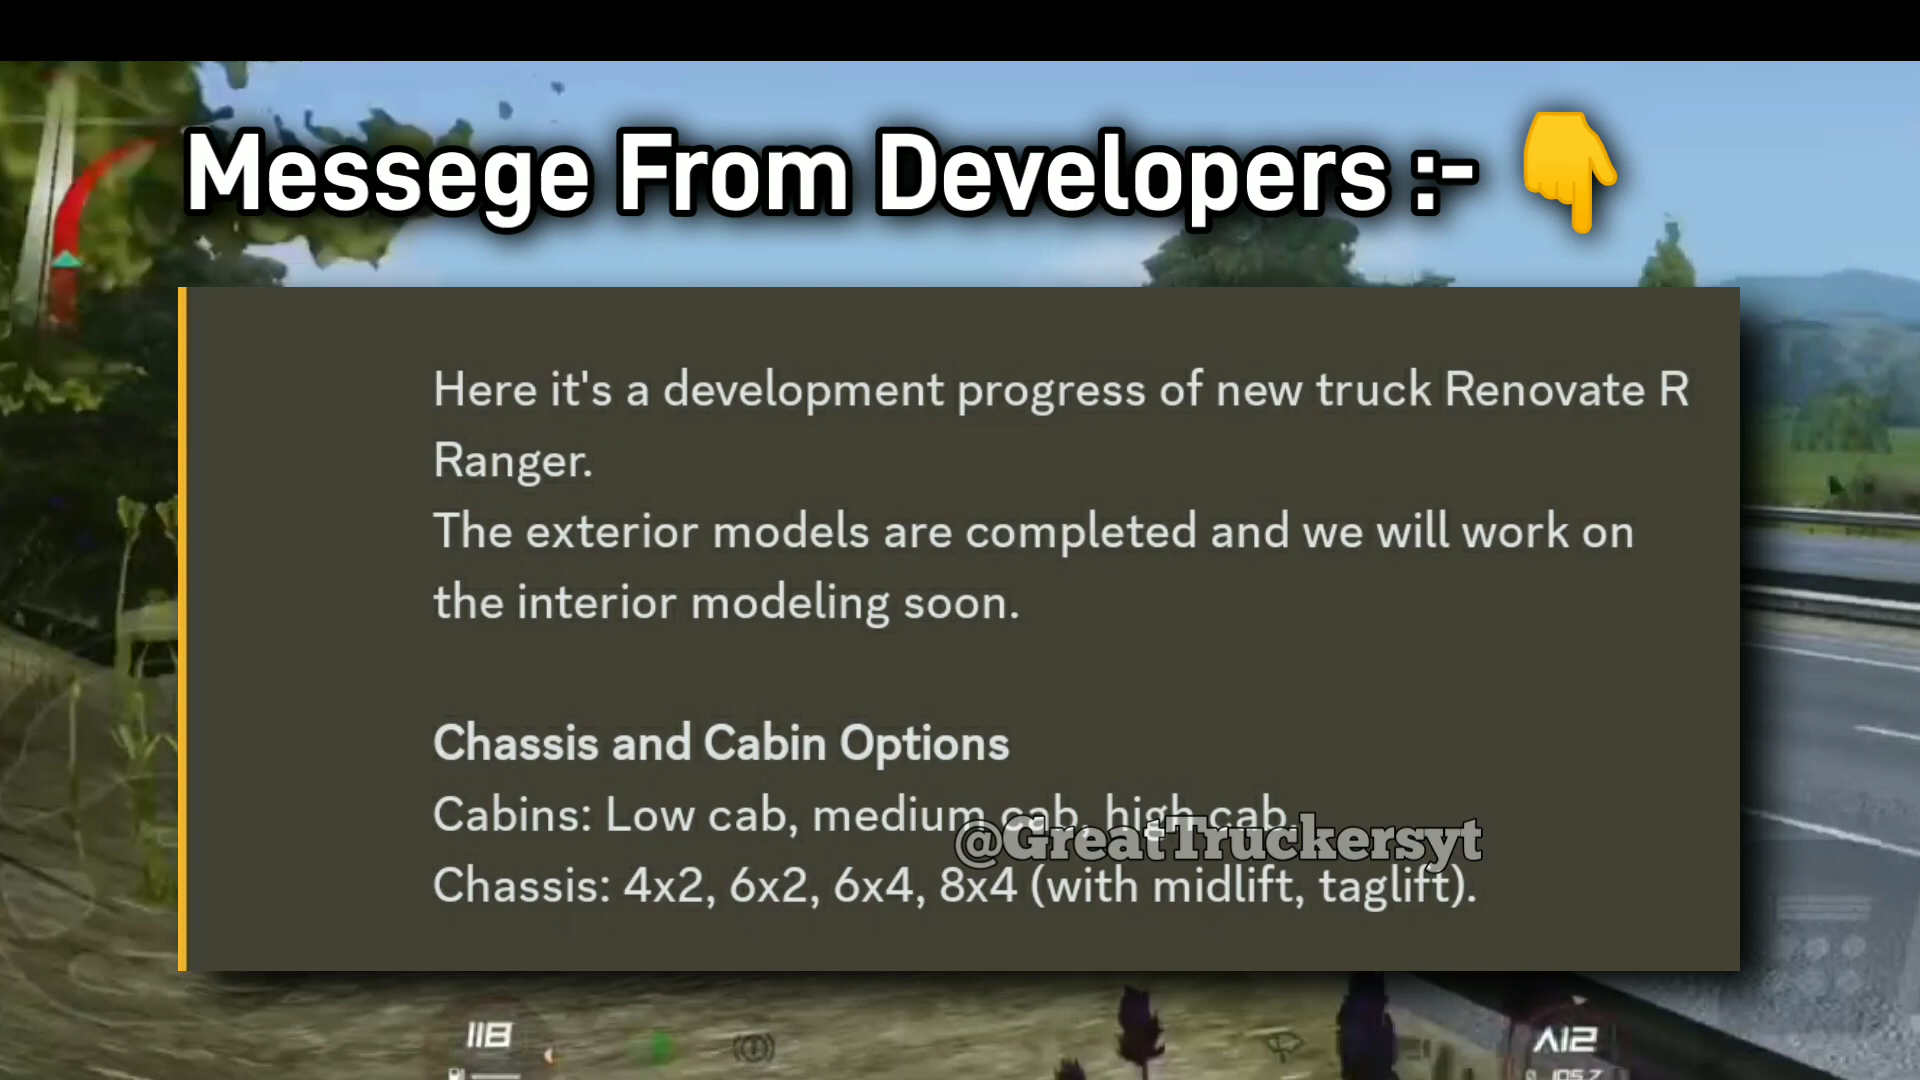 Messege From Developers :- 👇
Here it's a development progress of new truck Renovate R
Ranger.
The exterior models are completed and we will work on
the interior modeling soon.
Chassis and Cabin Options
Cabins: Low cab, medium cab, high cab.
@GreatTruckersyt
Chassis: 4x2, 6x2, 6x4, 8x4 (with midlift, taglift).
118
A12